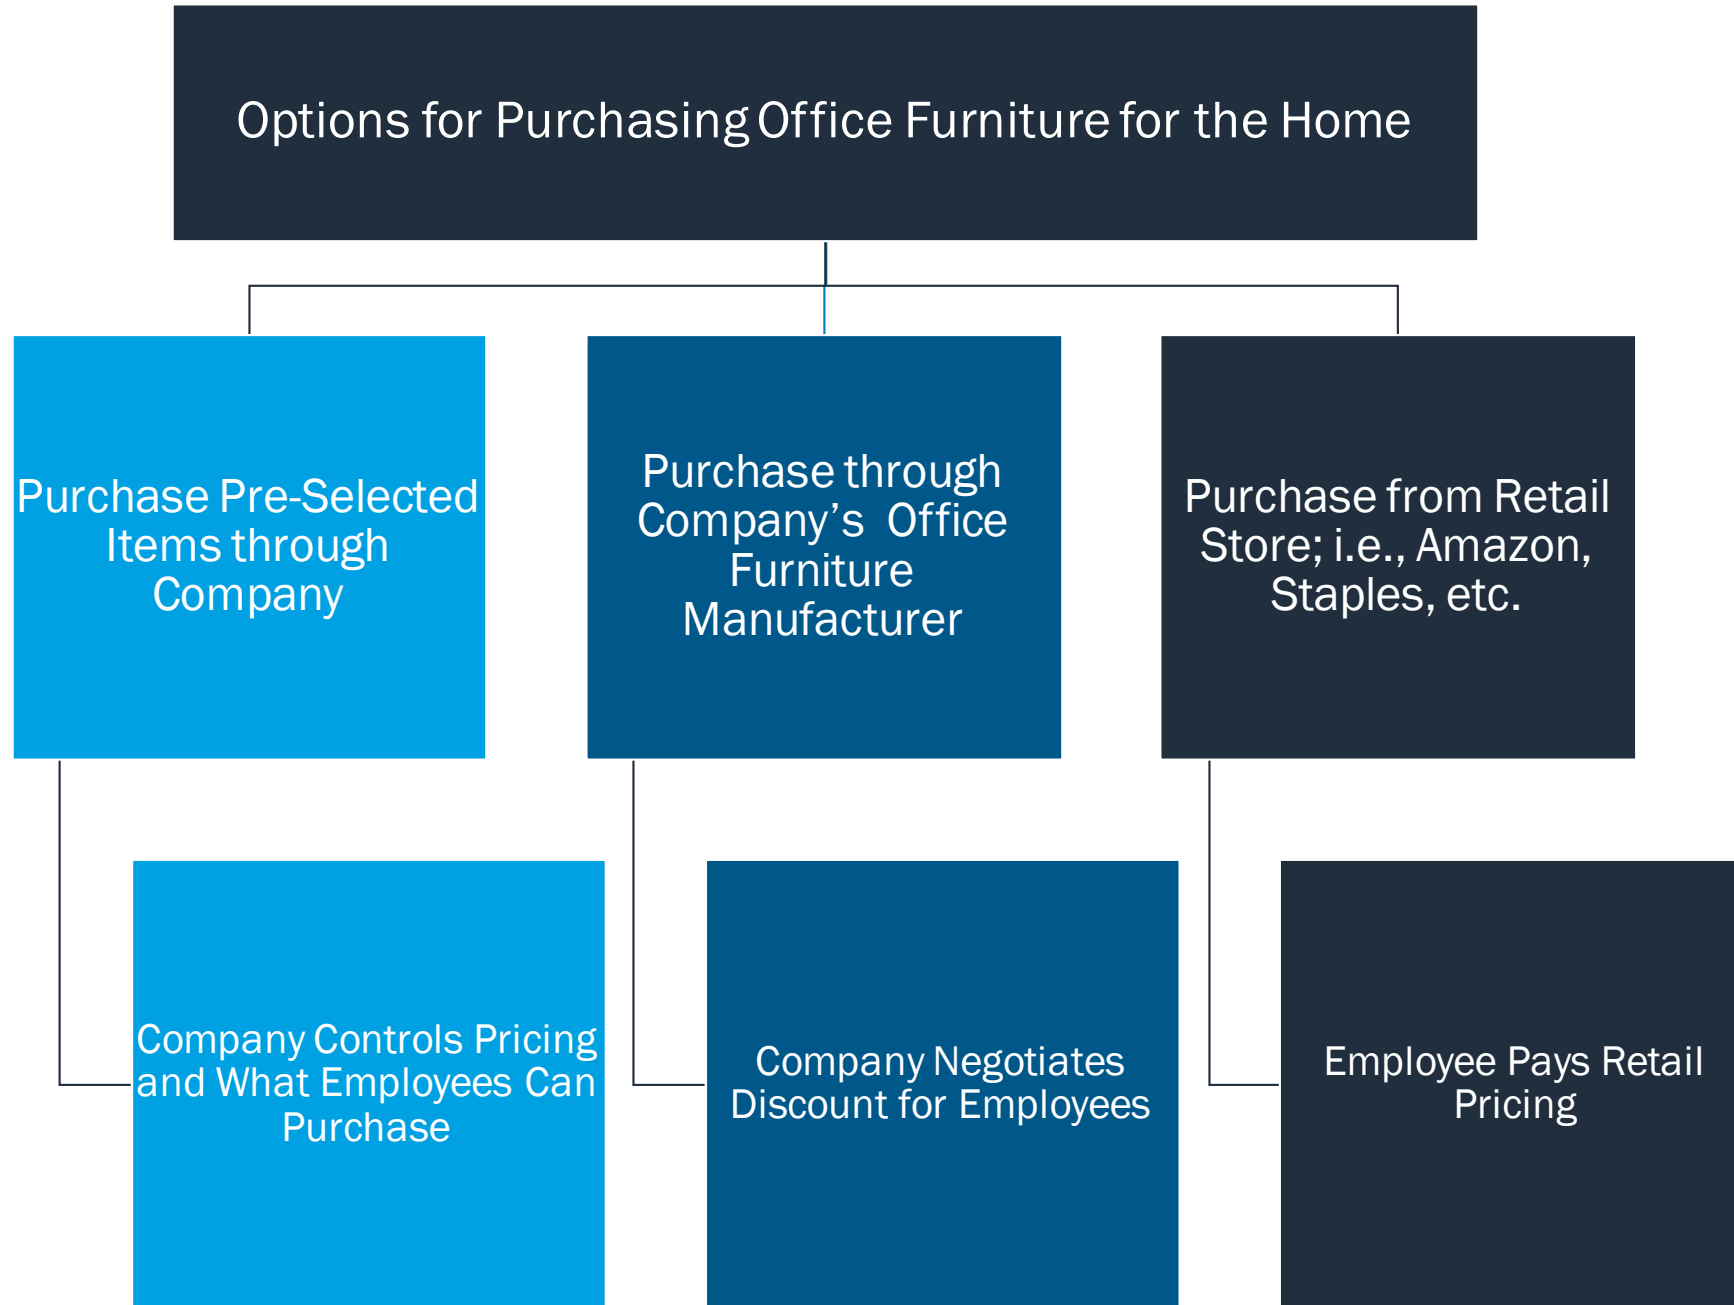 Options for Purchasing Office Furniture for the Home
Purchase Pre-Selected
Items through
Company
Purchase through
Company’s  Office
Furniture
Manufacturer
Purchase from Retail
Store; i.e., Amazon,
Staples, etc.
Company Controls Pricing
and What Employees Can
Purchase
Company Negotiates
Discount for Employees
Employee Pays Retail
Pricing